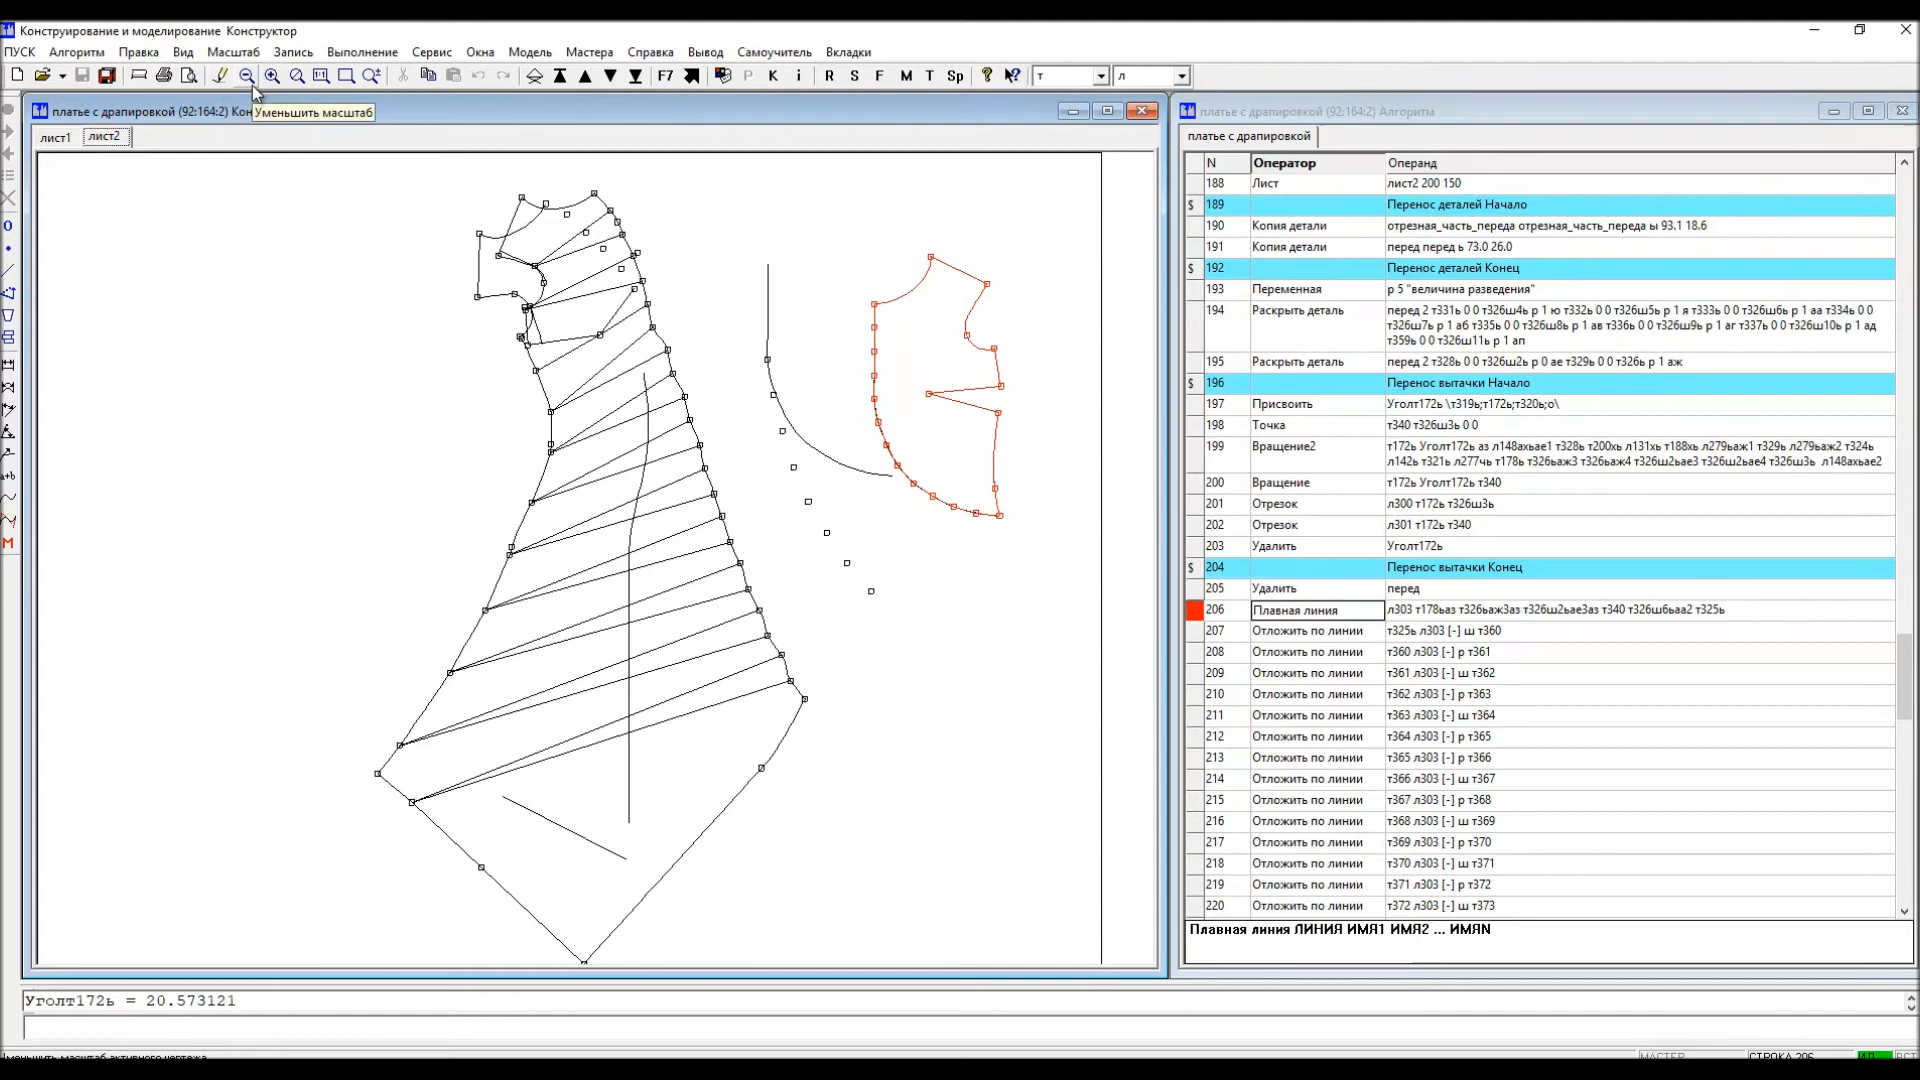 Конструирование и моделирование  Конструктор
ПУСК Алгоритм Правка Вид Масштаб Запись Выполнение Сервис Окна Модель Мастера Справка Вывод Самоучитель Вкладки
F7 P K i R S F M T Sp т л
платье с драпировкой (92:164:2) Кон
Уменьшить масштаб
лист1 лист2
платье с драпировкой (92:164:2) Алгоритм
платье с драпировкой
N Оператор Операнд
188 Лист лист2 200 150
$ 189 Перенос деталей Начало
190 Копия детали отрезная_часть_переда отрезная_часть_переда ы 93.1 18.6
191 Копия детали перед перед ь 73.0 26.0
$ 192 Перенос деталей Конец
193 Переменная р 5 "величина разведения"
194 Раскрыть деталь перед 2 т331ь 0 0 т326ш4ь р 1 ю т332ь 0 0 т326ш5ь р 1 я т333ь 0 0 т326ш6ь р 1 аа т334ь 0 0
т326ш7ь р 1 аб т335ь 0 0 т326ш8ь р 1 ав т336ь 0 0 т326ш9ь р 1 аг т337ь 0 0 т326ш10ь р 1 ад
т359ь 0 0 т326ш11ь р 1 ап
195 Раскрыть деталь перед 2 т328ь 0 0 т326ш2ь р 0 ае т329ь 0 0 т326ь р 1 аж
$ 196 Перенос вытачки Начало
197 Присвоить Уголт172ь \т319ь;т172ь;т320ь;о\
198 Точка т340 т326ш3ь 0 0
199 Вращение2 т172ь Уголт172ь аз л148ахьае1 т328ь т200хь л131хь т188хь л279ьаж1 т329ь л279ьаж2 т324ь
л142ь т321ь л277чь т178ь т326ьаж3 т326ьаж4 т326ш2ьае3 т326ш2ьае4 т326ш3ь л148ахьае2
200 Вращение т172ь Уголт172ь т340
201 Отрезок л300 т172ь т326ш3ь
202 Отрезок л301 т172ь т340
203 Удалить Уголт172ь
$ 204 Перенос вытачки Конец
205 Удалить перед
206 Плавная линия л303 т178ьаз т326ьаж3аз т326ш2ьае3аз т340 т326ш6ьаа2 т325ь
207 Отложить по линии т325ь л303 [-] ш т360
208 Отложить по линии т360 л303 [-] р т361
209 Отложить по линии т361 л303 [-] ш т362
210 Отложить по линии т362 л303 [-] р т363
211 Отложить по линии т363 л303 [-] ш т364
212 Отложить по линии т364 л303 [-] р т365
213 Отложить по линии т365 л303 [-] р т366
214 Отложить по линии т366 л303 [-] ш т367
215 Отложить по линии т367 л303 [-] р т368
216 Отложить по линии т368 л303 [-] ш т369
217 Отложить по линии т369 л303 [-] р т370
218 Отложить по линии т370 л303 [-] ш т371
219 Отложить по линии т371 л303 [-] р т372
220 Отложить по линии т372 л303 [-] ш т373
Плавная линия ЛИНИЯ ИМЯ1 ИМЯ2 ... ИМЯN
Уголт172ь = 20.573121
Уменьшить масштаб активного чертежа
МАСТЕР СТРОКА 206